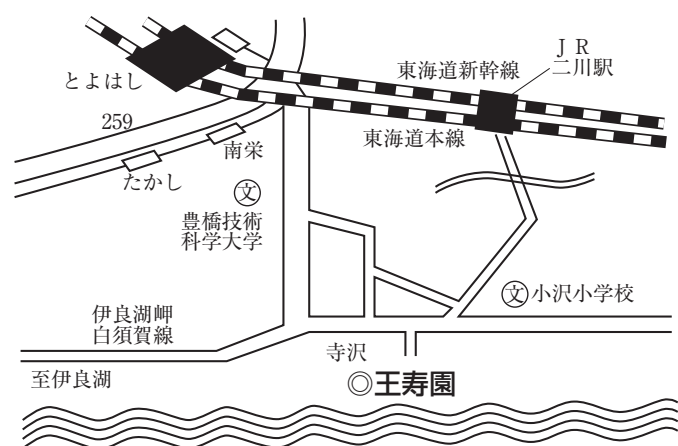 とよはし
東海道新幹線
ＪＲ
二川駅
259
東海道本線
南栄
たかし
文
豊橋技術
科学大学
文 小沢小学校
伊良湖岬
白須賀線
寺沢
至伊良湖
◎王寿園